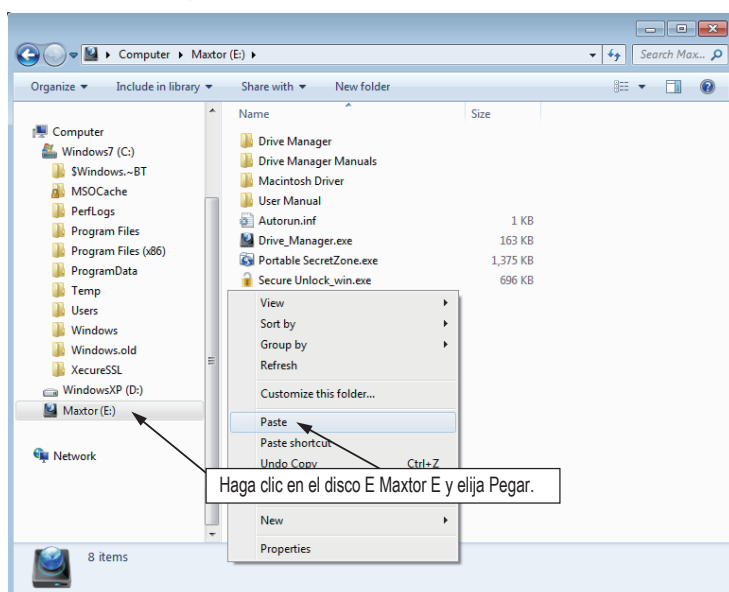 Computer ▸ Maxtor (E:) ▸
Search Max...
Organize ▾ Include in library ▾ Share with ▾ New folder
Computer
Windows7 (C:)
$Windows.~BT
MSOCache
PerfLogs
Program Files
Program Files (x86)
ProgramData
Temp
Users
Windows
Windows.old
XecureSSL
WindowsXP (D:)
Maxtor (E:)
Network
Name Size
Drive Manager
Drive Manager Manuals
Macintosh Driver
User Manual
Autorun.inf 1 KB
Drive_Manager.exe 163 KB
Portable SecretZone.exe 1,375 KB
Secure Unlock_win.exe 696 KB
View
Sort by
Group by
Refresh
Customize this folder...
Paste
Paste shortcut
Undo Copy Ctrl+Z
Haga clic en el disco E Maxtor E y elija Pegar.
New
Properties
8 items